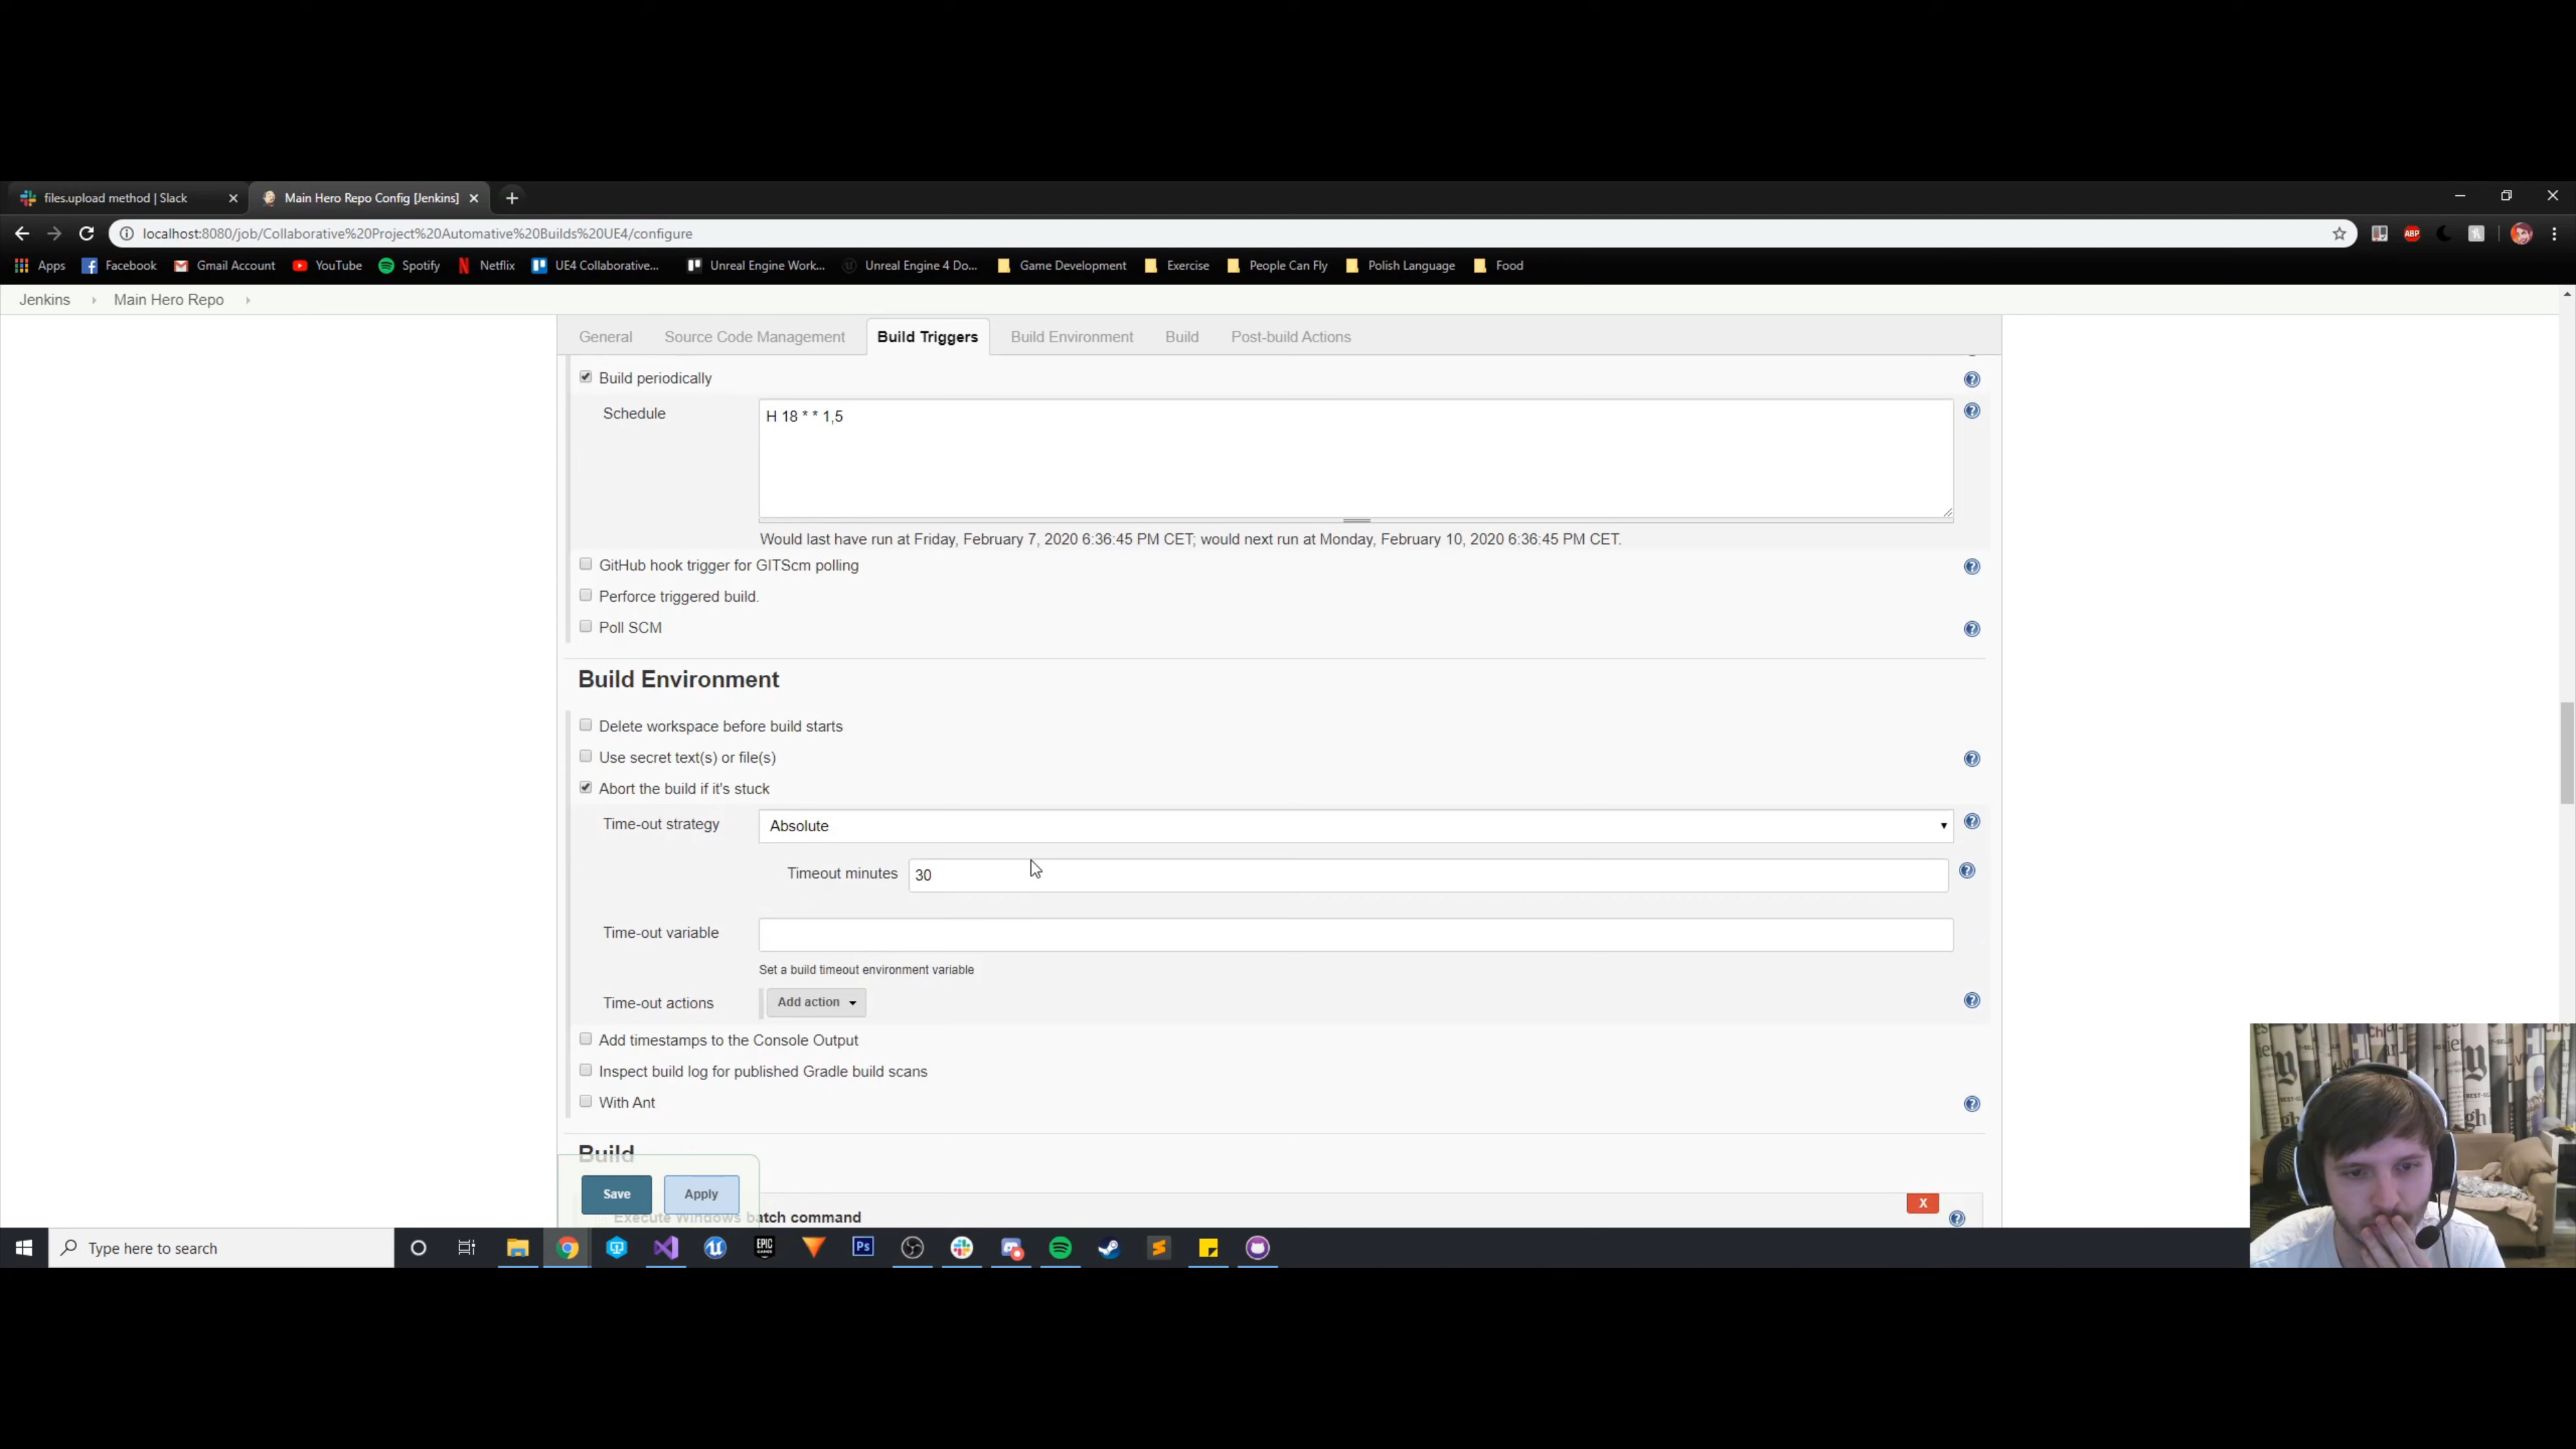 files.upload method | Slack
Main Hero Repo Config [Jenkins]
localhost:8080/job/Collaborative%20Project%20Automative%20Builds%20UE4/configure
ABP
Apps Facebook Gmail Account YouTube Spotify Netflix UE4 Collaborative... Unreal Engine Work... Unreal Engine 4 Do... Game Development Exercise People Can Fly Polish Language Food
Jenkins Main Hero Repo
General Source Code Management Build Triggers Build Environment Build Post-build Actions
Build periodically
Schedule
H 18 * * 1,5
Would last have run at Friday, February 7, 2020 6:36:45 PM CET; would next run at Monday, February 10, 2020 6:36:45 PM CET.
GitHub hook trigger for GITScm polling
Perforce triggered build.
Poll SCM
Build Environment
Delete workspace before build starts
Use secret text(s) or file(s)
Abort the build if it's stuck
Time-out strategy Absolute
Timeout minutes 30
Time-out variable
Set a build timeout environment variable
Time-out actions Add action
Add timestamps to the Console Output
Inspect build log for published Gradle build scans
With Ant
Build
Save Apply
X
Execute Windows batch command
Type here to search
EPIC GAMES
Ps